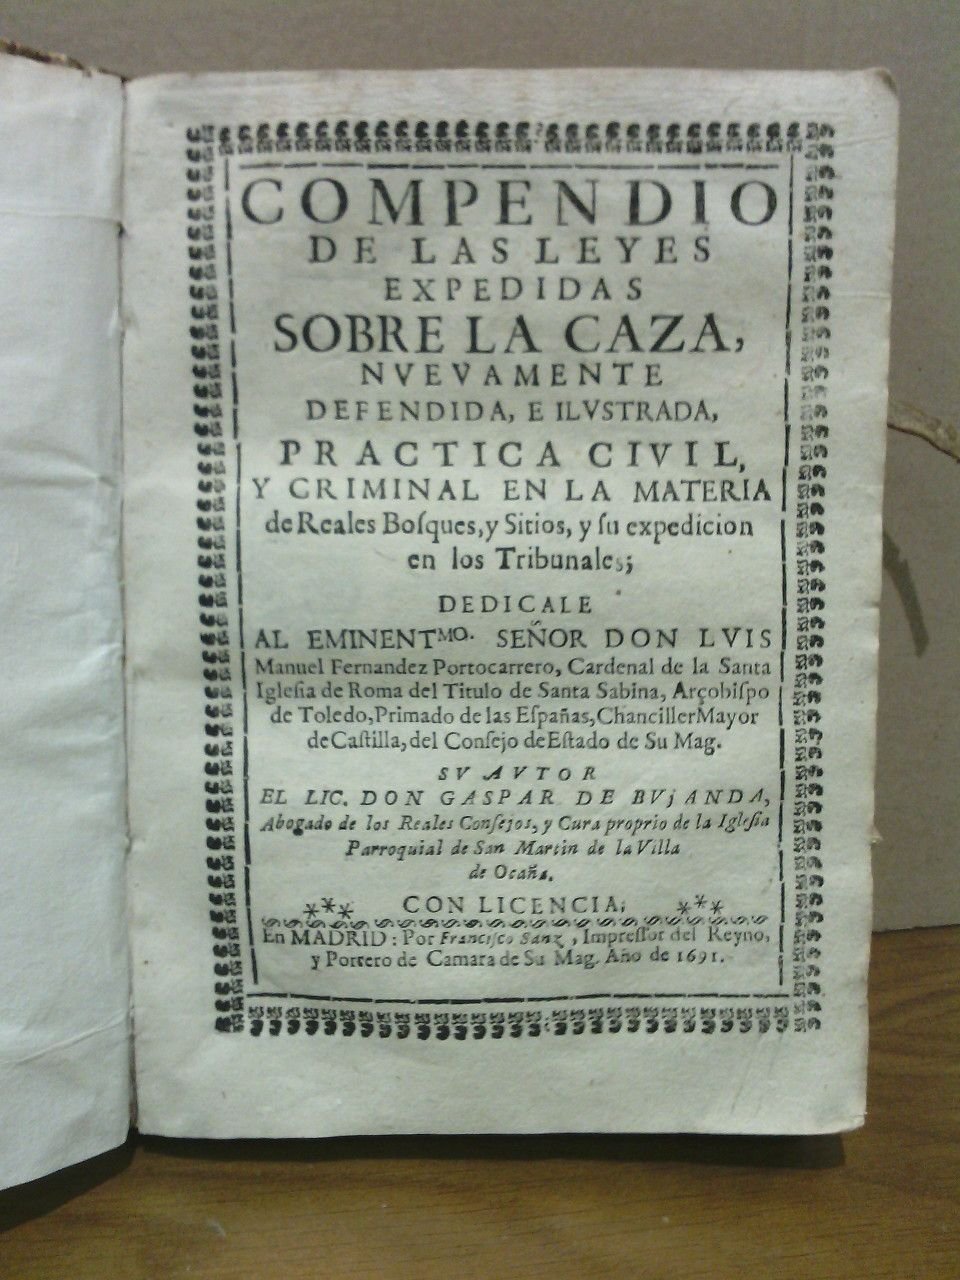 COMPENDIO
DE LAS LEYES
EXPEDIDAS
SOBRE LA CAZA,
NVEVAMENTE
DEFENDIDA, E ILVSTRADA,
PRACTICA CIVIL,
Y CRIMINAL EN LA MATERIA
de Reales Boſques, y Sitios, y ſu expedicion
en los Tribunales;
DEDICALE
AL EMINENTᴹᴼ. SEÑOR DON LVIS
Manuel Fernandez Portocarrero, Cardenal de la Santa
Igleſia de Roma del Titulo de Santa Sabina, Arçobiſpo
de Toledo, Primado de las Eſpañas, Chanciller Mayor
de Caſtilla, del Conſejo de Eſtado de Su Mag.
SV AVTOR
EL LIC. DON GASPAR DE BVjANDA,
Abogado de los Reales Conſejos, y Cura proprio de la Igleſia
Parroquial de San Martin de la Villa
de Ocaña.
*** CON LICENCIA; ***
En MADRID: Por Franciſco Sanz, Impreſſor del Reyno,
y Portero de Camara de Su Mag. Año de 1691.